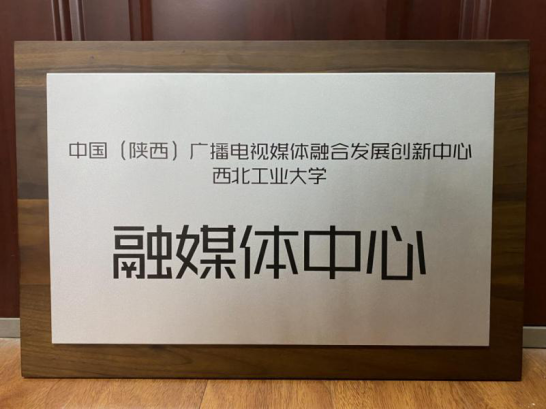 中国（陕西）广播电视媒体融合发展创新中心
西北工业大学
融媒体中心